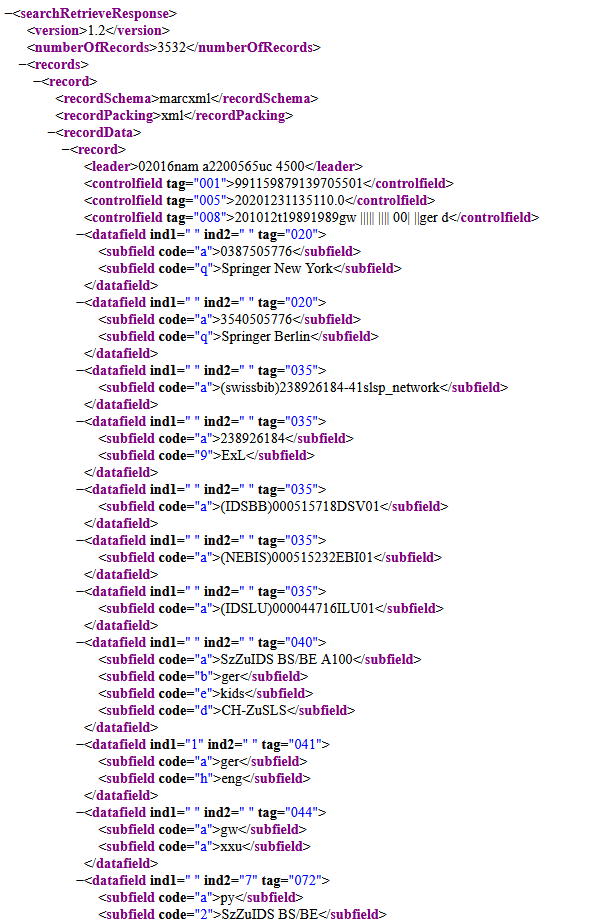 −<searchRetrieveResponse>
<version>1.2</version>
<numberOfRecords>3532</numberOfRecords>
−<records>
−<record>
<recordSchema>marcxml</recordSchema>
<recordPacking>xml</recordPacking>
−<recordData>
−<record>
<leader>02016nam a2200565uc 4500</leader>
<controlfield tag="001">991159879139705501</controlfield>
<controlfield tag="005">20201231135110.0</controlfield>
<controlfield tag="008">201012t19891989gw ||||| |||| 00| ||ger d</controlfield>
−<datafield ind1=" " ind2=" " tag="020">
<subfield code="a">0387505776</subfield>
<subfield code="q">Springer New York</subfield>
</datafield>
−<datafield ind1=" " ind2=" " tag="020">
<subfield code="a">3540505776</subfield>
<subfield code="q">Springer Berlin</subfield>
</datafield>
−<datafield ind1=" " ind2=" " tag="035">
<subfield code="a">(swissbib)238926184-41slsp_network</subfield>
</datafield>
−<datafield ind1=" " ind2=" " tag="035">
<subfield code="a">238926184</subfield>
<subfield code="9">ExL</subfield>
</datafield>
−<datafield ind1=" " ind2=" " tag="035">
<subfield code="a">(IDSBB)000515718DSV01</subfield>
</datafield>
−<datafield ind1=" " ind2=" " tag="035">
<subfield code="a">(NEBIS)000515232EBI01</subfield>
</datafield>
−<datafield ind1=" " ind2=" " tag="035">
<subfield code="a">(IDSLU)000044716ILU01</subfield>
</datafield>
−<datafield ind1=" " ind2=" " tag="040">
<subfield code="a">SzZuIDS BS/BE A100</subfield>
<subfield code="b">ger</subfield>
<subfield code="e">kids</subfield>
<subfield code="d">CH-ZuSLS</subfield>
</datafield>
−<datafield ind1="1" ind2=" " tag="041">
<subfield code="a">ger</subfield>
<subfield code="h">eng</subfield>
</datafield>
−<datafield ind1=" " ind2=" " tag="044">
<subfield code="a">gw</subfield>
<subfield code="a">xxu</subfield>
</datafield>
−<datafield ind1=" " ind2="7" tag="072">
<subfield code="a">py</subfield>
<subfield code="2">SzZuIDS BS/BE</subfield>